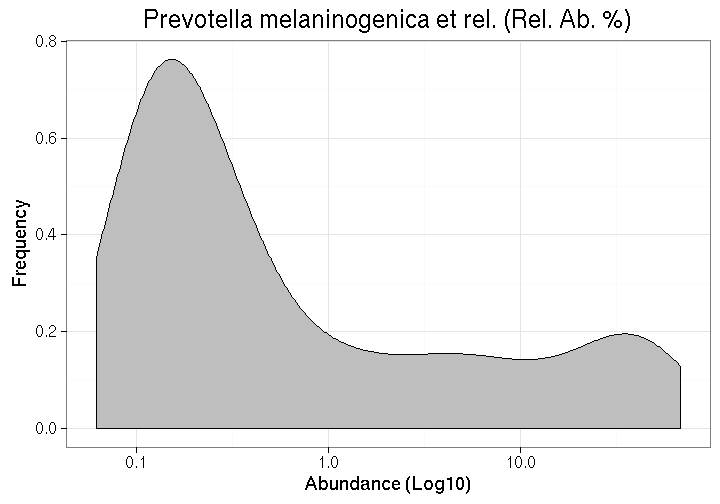 Prevotella melaninogenica et rel. (Rel. Ab. %)
0.8
0.6
0.4
0.2
0.0
Frequency
0.1 1.0 10.0
Abundance (Log10)